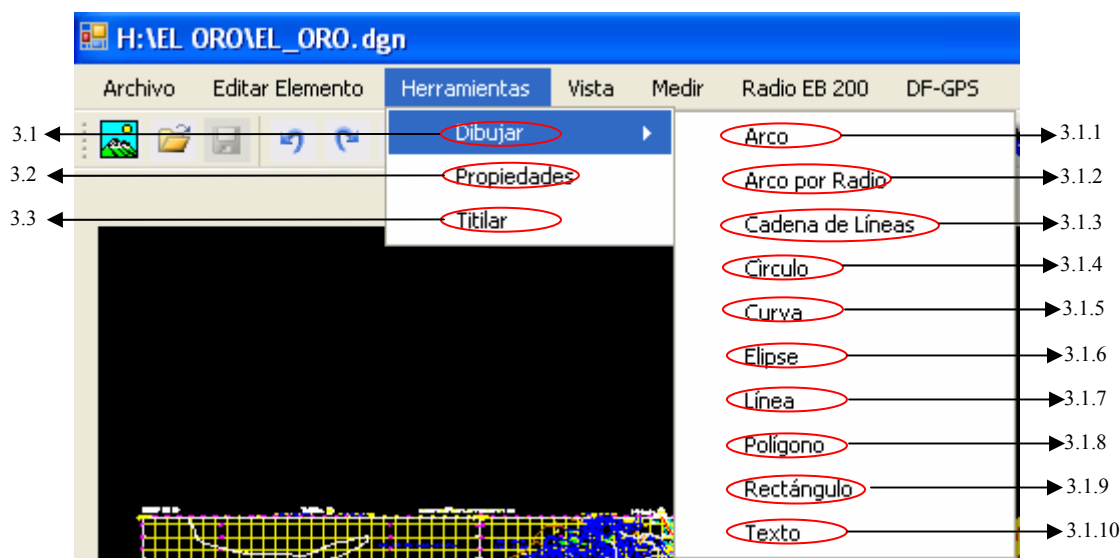 H:\EL ORO\EL_ORO.dgn
Archivo Editar Elemento Herramientas Vista Medir Radio EB 200 DF-GPS
3.1 Dibujar Arco 3.1.1
3.2 Propiedades Arco por Radio 3.1.2
3.3 Titilar Cadena de Líneas 3.1.3
Círculo 3.1.4
Curva 3.1.5
Elipse 3.1.6
Línea 3.1.7
Polígono 3.1.8
Rectángulo 3.1.9
Texto 3.1.10